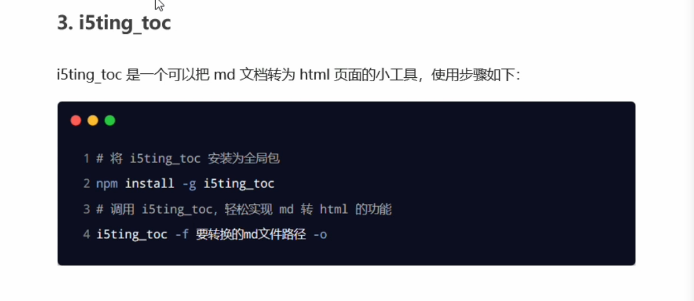 3. i5ting_toc
i5ting_toc 是一个可以把 md 文档转为 html 页面的小工具，使用步骤如下：
1 # 将 i5ting_toc 安装为全局包
2 npm install -g i5ting_toc
3 # 调用 i5ting_toc，轻松实现 md 转 html 的功能
4 i5ting_toc -f 要转换的md文件路径 -o